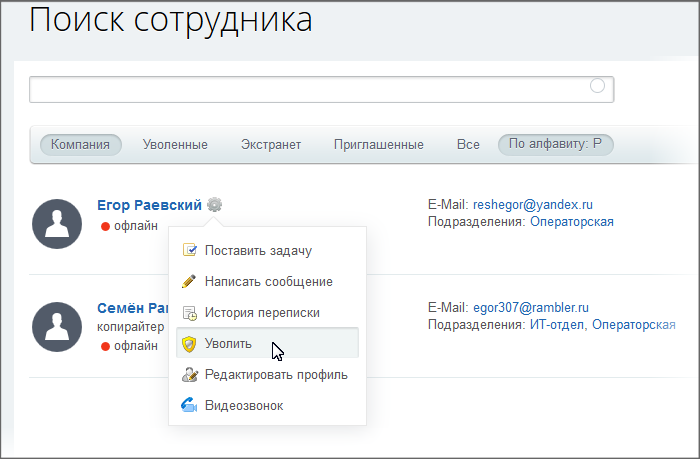 Поиск сотрудника
Компания Уволенные Экстранет Приглашенные Все По алфавиту: Р
Егор Раевский E-Mail: reshegor@yandex.ru
офлайн Подразделения: Операторская
Поставить задачу
Написать сообщение
История переписки
Уволить
Редактировать профиль
Видеозвонок
Семён E-Mail: egor307@rambler.ru
копирайтер Подразделения: ИТ-отдел, Операторская
офлайн